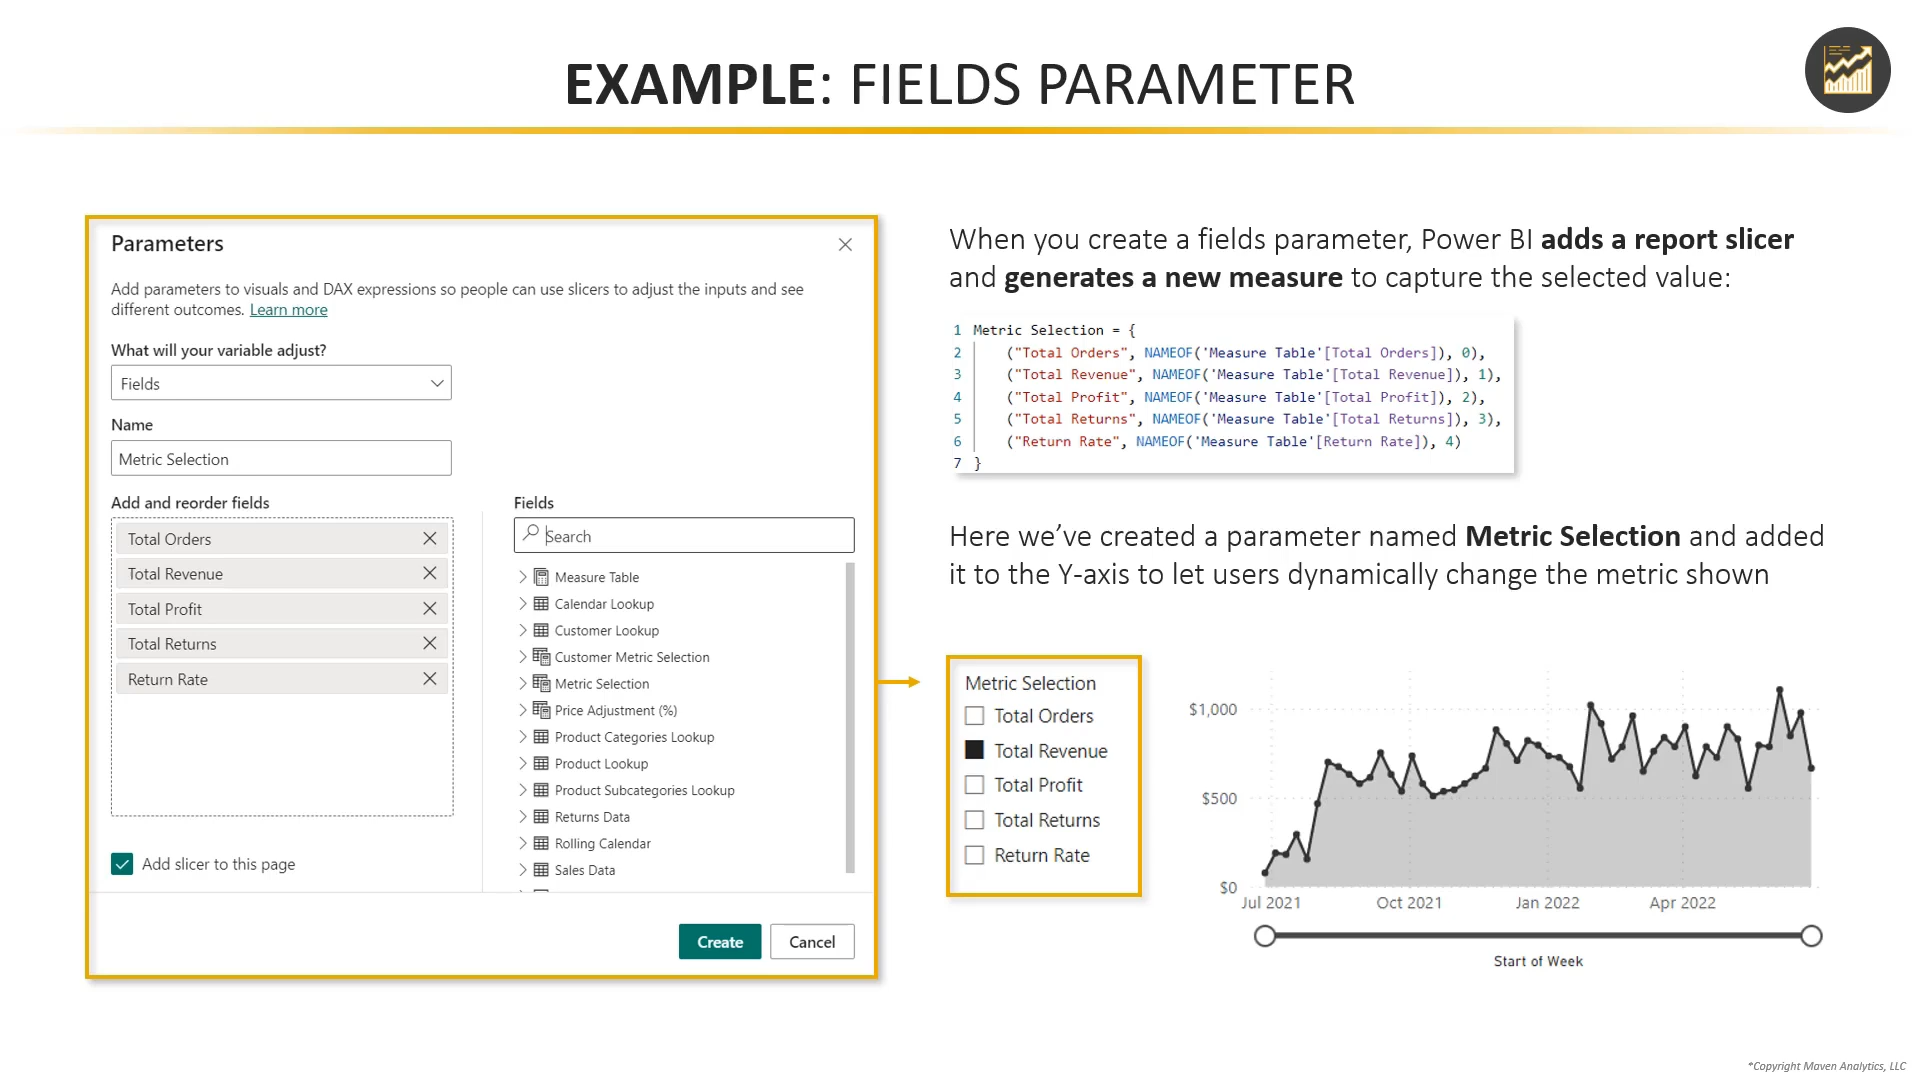 EXAMPLE: FIELDS PARAMETER
Parameters
Add parameters to visuals and DAX expressions so people can use slicers to adjust the inputs and see
different outcomes. Learn more
What will your variable adjust?
Fields
Name
Metric Selection
Add and reorder fields
Total Orders
Total Revenue
Total Profit
Total Returns
Return Rate
Add slicer to this page
Fields
Search
Measure Table
Calendar Lookup
Customer Lookup
Customer Metric Selection
Metric Selection
Price Adjustment (%)
Product Categories Lookup
Product Lookup
Product Subcategories Lookup
Returns Data
Rolling Calendar
Sales Data
Create
Cancel
When you create a fields parameter, Power BI adds a report slicer
and generates a new measure to capture the selected value:
1 Metric Selection = {
2 ("Total Orders", NAMEOF('Measure Table'[Total Orders]), 0),
3 ("Total Revenue", NAMEOF('Measure Table'[Total Revenue]), 1),
4 ("Total Profit", NAMEOF('Measure Table'[Total Profit]), 2),
5 ("Total Returns", NAMEOF('Measure Table'[Total Returns]), 3),
6 ("Return Rate", NAMEOF('Measure Table'[Return Rate]), 4)
7 }
Here we’ve created a parameter named Metric Selection and added
it to the Y-axis to let users dynamically change the metric shown
Metric Selection
Total Orders
Total Revenue
Total Profit
Total Returns
Return Rate
$1,000
$500
$0
Jul 2021 Oct 2021 Jan 2022 Apr 2022
Start of Week
*Copyright Maven Analytics, LLC